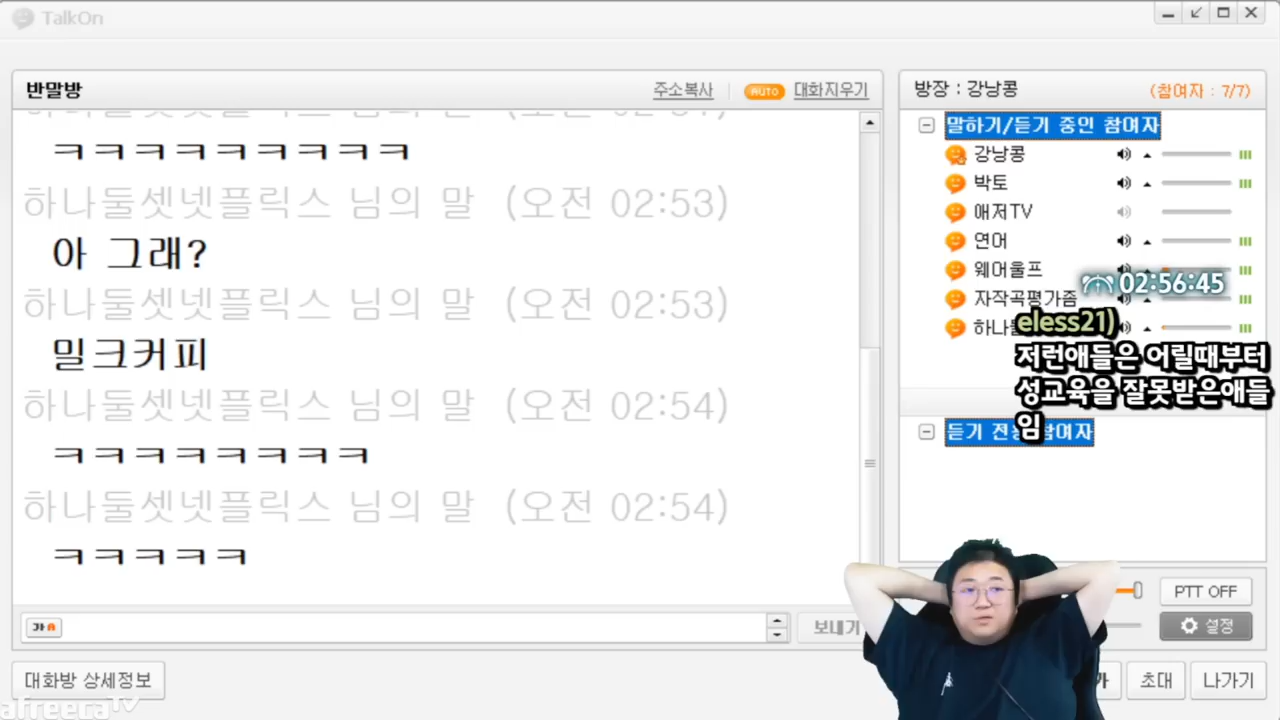 TalkOn
반말방
주소복사
AUTO
대화지우기
ㅋㅋㅋㅋㅋㅋㅋㅋㅋ
하나둘셋넷플릭스 님의 말 (오전 02:53)
아 그래?
하나둘셋넷플릭스 님의 말 (오전 02:53)
밀크커피
하나둘셋넷플릭스 님의 말 (오전 02:54)
ㅋㅋㅋㅋㅋㅋㅋㅋ
하나둘셋넷플릭스 님의 말 (오전 02:54)
ㅋㅋㅋㅋㅋ
가A
보내기
대화방 상세정보
afreecaTV
방장 : 강낭콩
(참여자 : 7/7)
말하기/듣기 중인 참여자
강낭콩
박토
애저TV
연어
웨어울프
자작곡평가좀
하나둘
02:56:45
eless21)
저런애들은 어릴때부터
성교육을 잘못받은애들
임
듣기 전용 참여자
PTT OFF
설정
초대
나가기